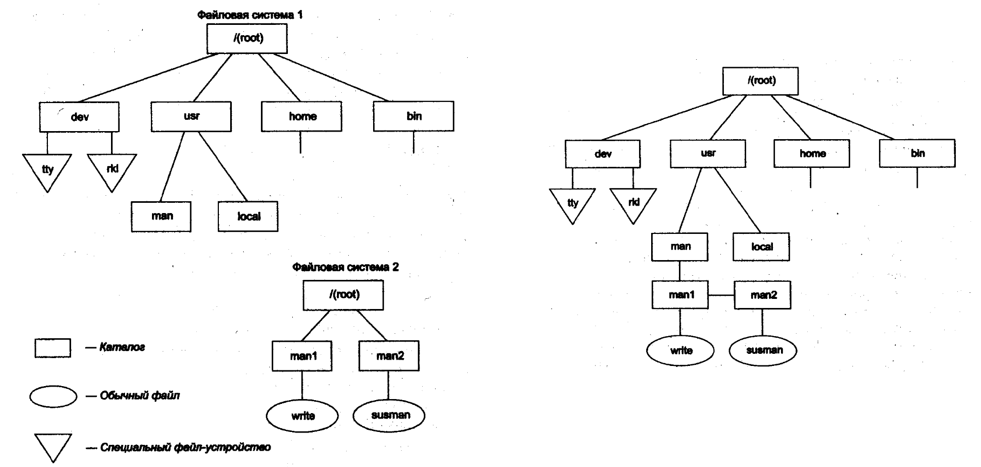 Файловая система 1
/(root)
dev
usr
home
bin
tty
rkl
man
local
Файловая система 2
/(root)
man1
man2
write
susman
— Каталог
— Обычный файл
— Специальный файл-устройство
/(root)
dev
usr
home
bin
tty
rkl
man
local
man1
man2
write
susman